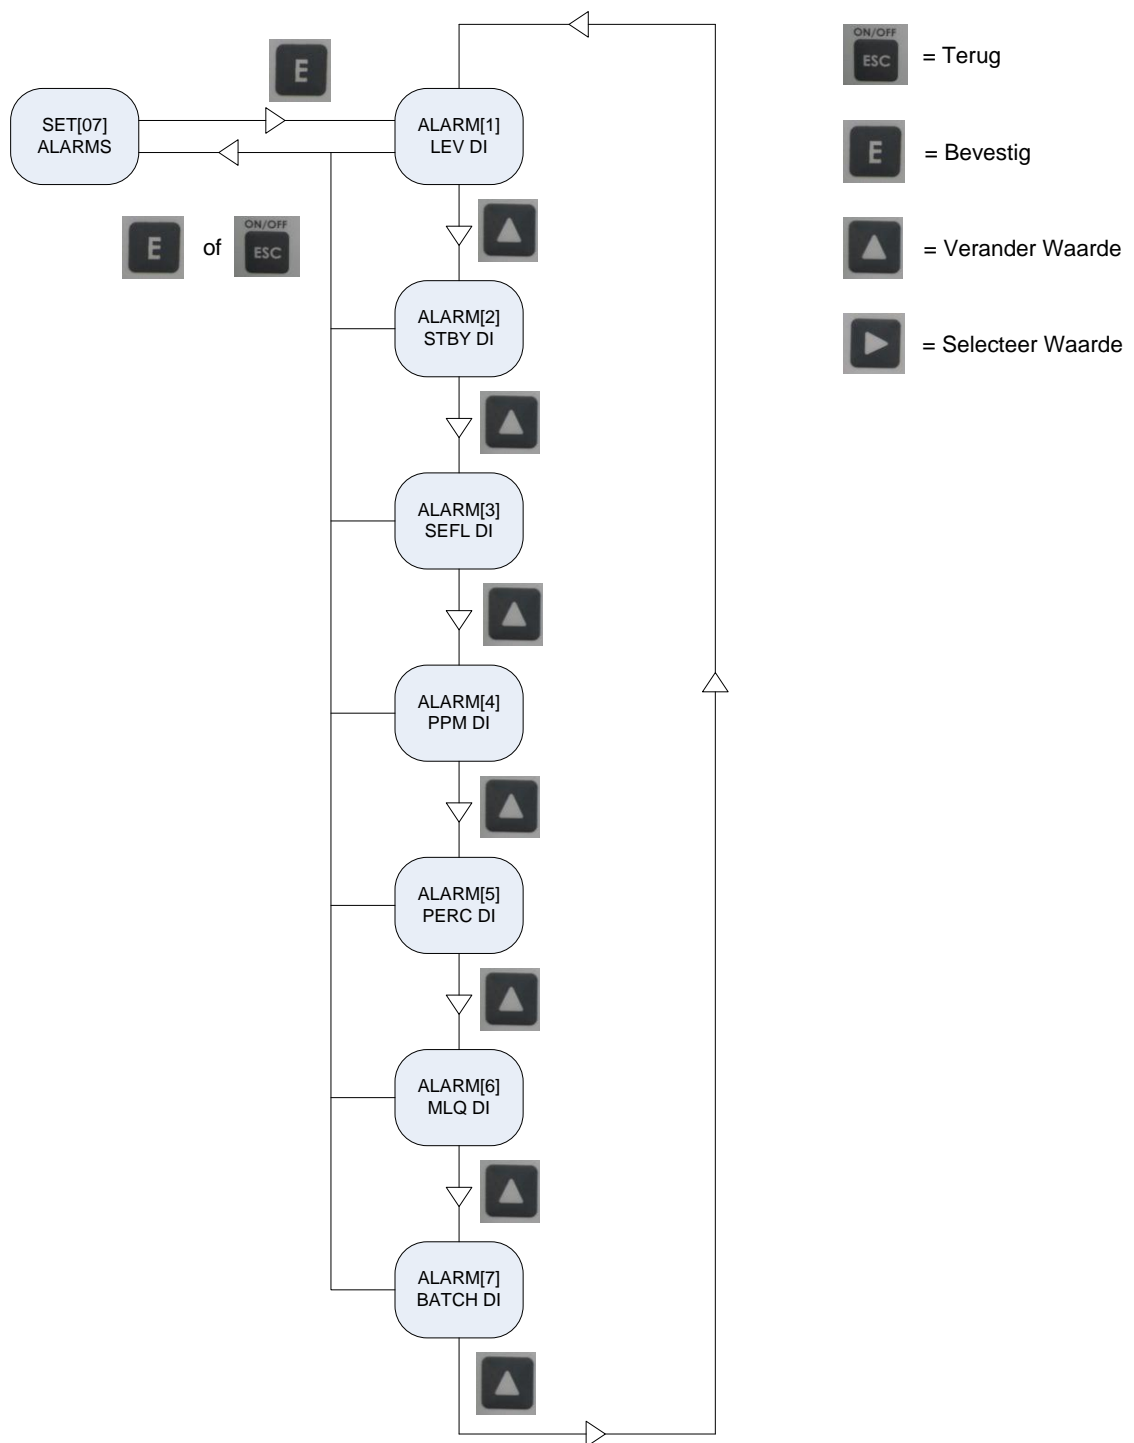 ON/OFF
ESC
= Terug
E
SET[07]
ALARMS
ALARM[1]
LEV DI
E
= Bevestig
E
of
ON/OFF
ESC
= Verander Waarde
ALARM[2]
STBY DI
= Selecteer Waarde
ALARM[3]
SEFL DI
ALARM[4]
PPM DI
ALARM[5]
PERC DI
ALARM[6]
MLQ DI
ALARM[7]
BATCH DI